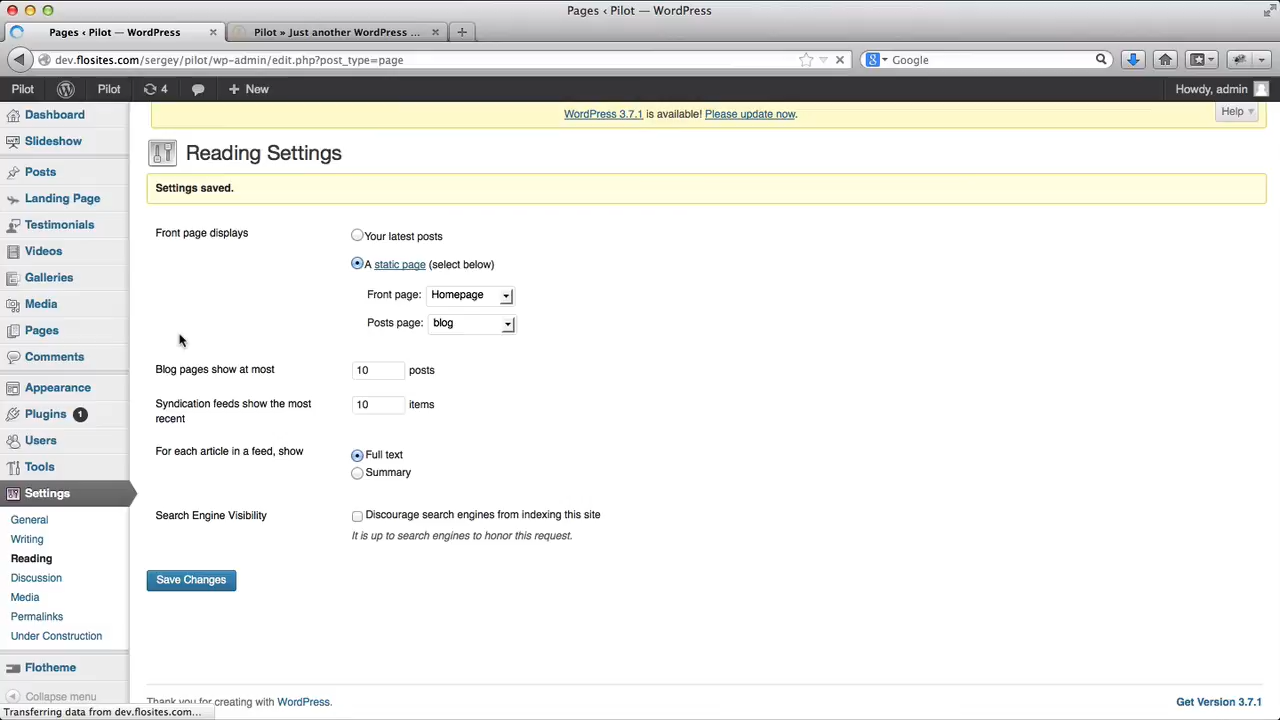 Pages ‹ Pilot — WordPress
Pages ‹ Pilot — WordPress
Pilot » Just another WordPress ...
dev.flosites.com/sergey/pilot/wp-admin/edit.php?post_type=page
Google
Pilot
Pilot
4
New
Howdy, admin
WordPress 3.7.1 is available! Please update now.
Help
Dashboard
Slideshow
Posts
Landing Page
Testimonials
Videos
Galleries
Media
Pages
Comments
Appearance
Plugins 1
Users
Tools
Settings
General
Writing
Reading
Discussion
Media
Permalinks
Under Construction
Flotheme
Collapse menu
Reading Settings
Settings saved.
Front page displays
Your latest posts
A static page (select below)
Front page: Homepage
Posts page: blog
Blog pages show at most
10 posts
Syndication feeds show the most
recent
10 items
For each article in a feed, show
Full text
Summary
Search Engine Visibility
Discourage search engines from indexing this site
It is up to search engines to honor this request.
Save Changes
Thank you for creating with WordPress.
Get Version 3.7.1
Transferring data from dev.flosites.com...